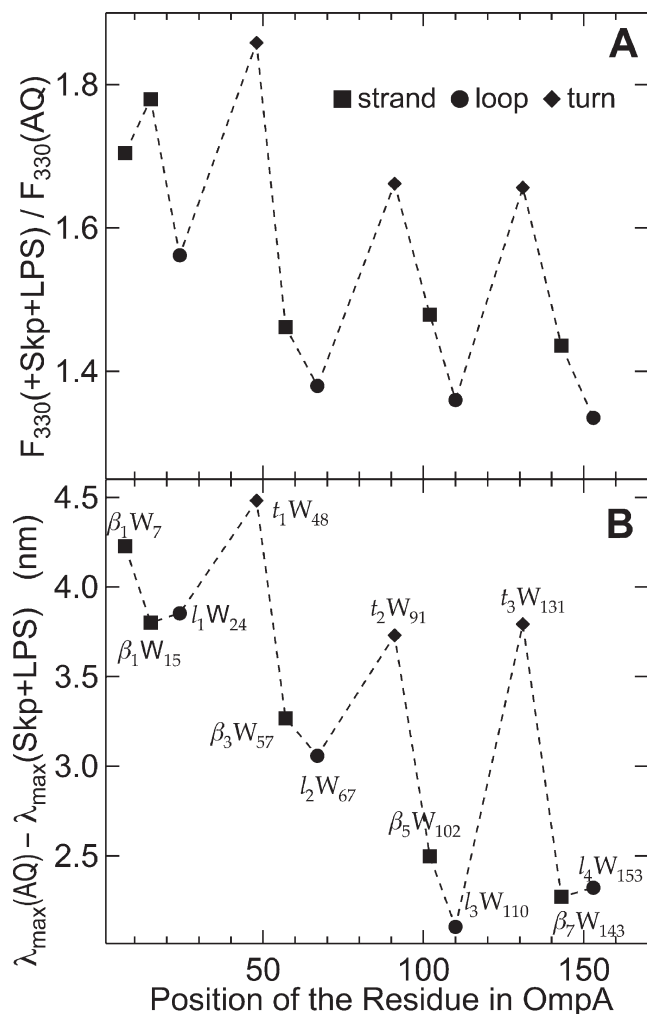 A
1.8
■ strand ● loop ◆ turn
1.6
1.4
F₃₃₀(+Skp+LPS) / F₃₃₀(AQ)
B
4.5
β₁W₇
t₁W₄₈
4.0
l₁W₂₄
t₂W₉₁
t₃W₁₃₁
β₁W₁₅
3.5
β₃W₅₇
3.0
l₂W₆₇
β₅W₁₀₂
2.5
l₄W₁₅₃
l₃W₁₁₀
β₇W₁₄₃
λmax(AQ) – λmax(Skp+LPS) (nm)
50 100 150
Position of the Residue in OmpA